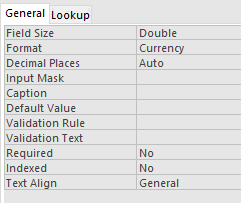 General Lookup
Field Size Double
Format Currency
Decimal Places Auto
Input Mask
Caption
Default Value
Validation Rule
Validation Text
Required No
Indexed No
Text Align General